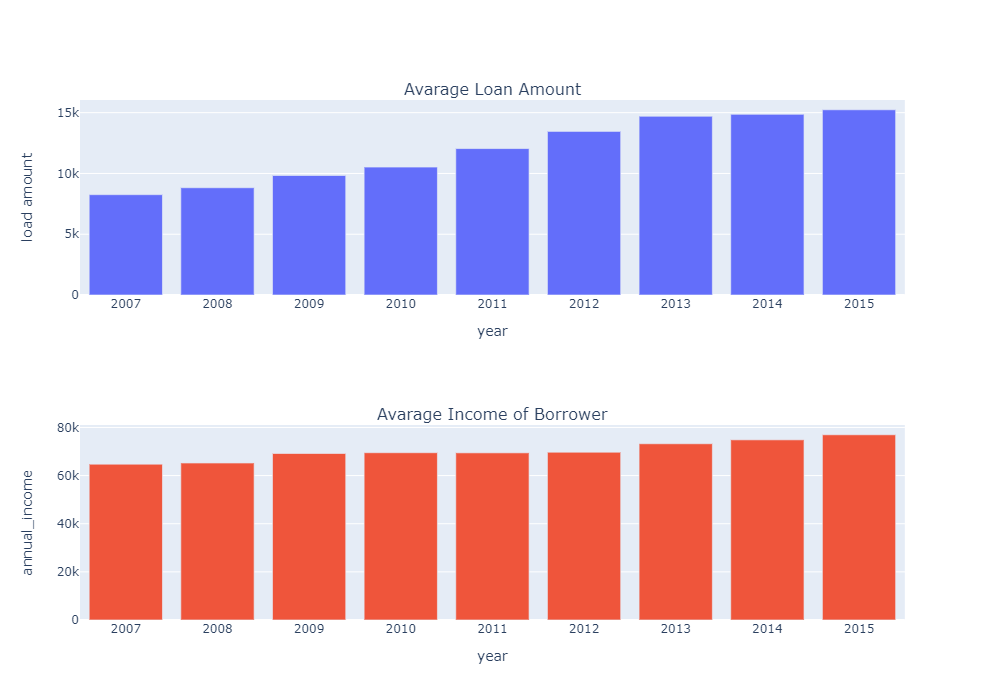 Avarage Loan Amount
load amount
15k
10k
5k
0
2007 2008 2009 2010 2011 2012 2013 2014 2015
year
Avarage Income of Borrower
annual_income
80k
60k
40k
20k
0
2007 2008 2009 2010 2011 2012 2013 2014 2015
year